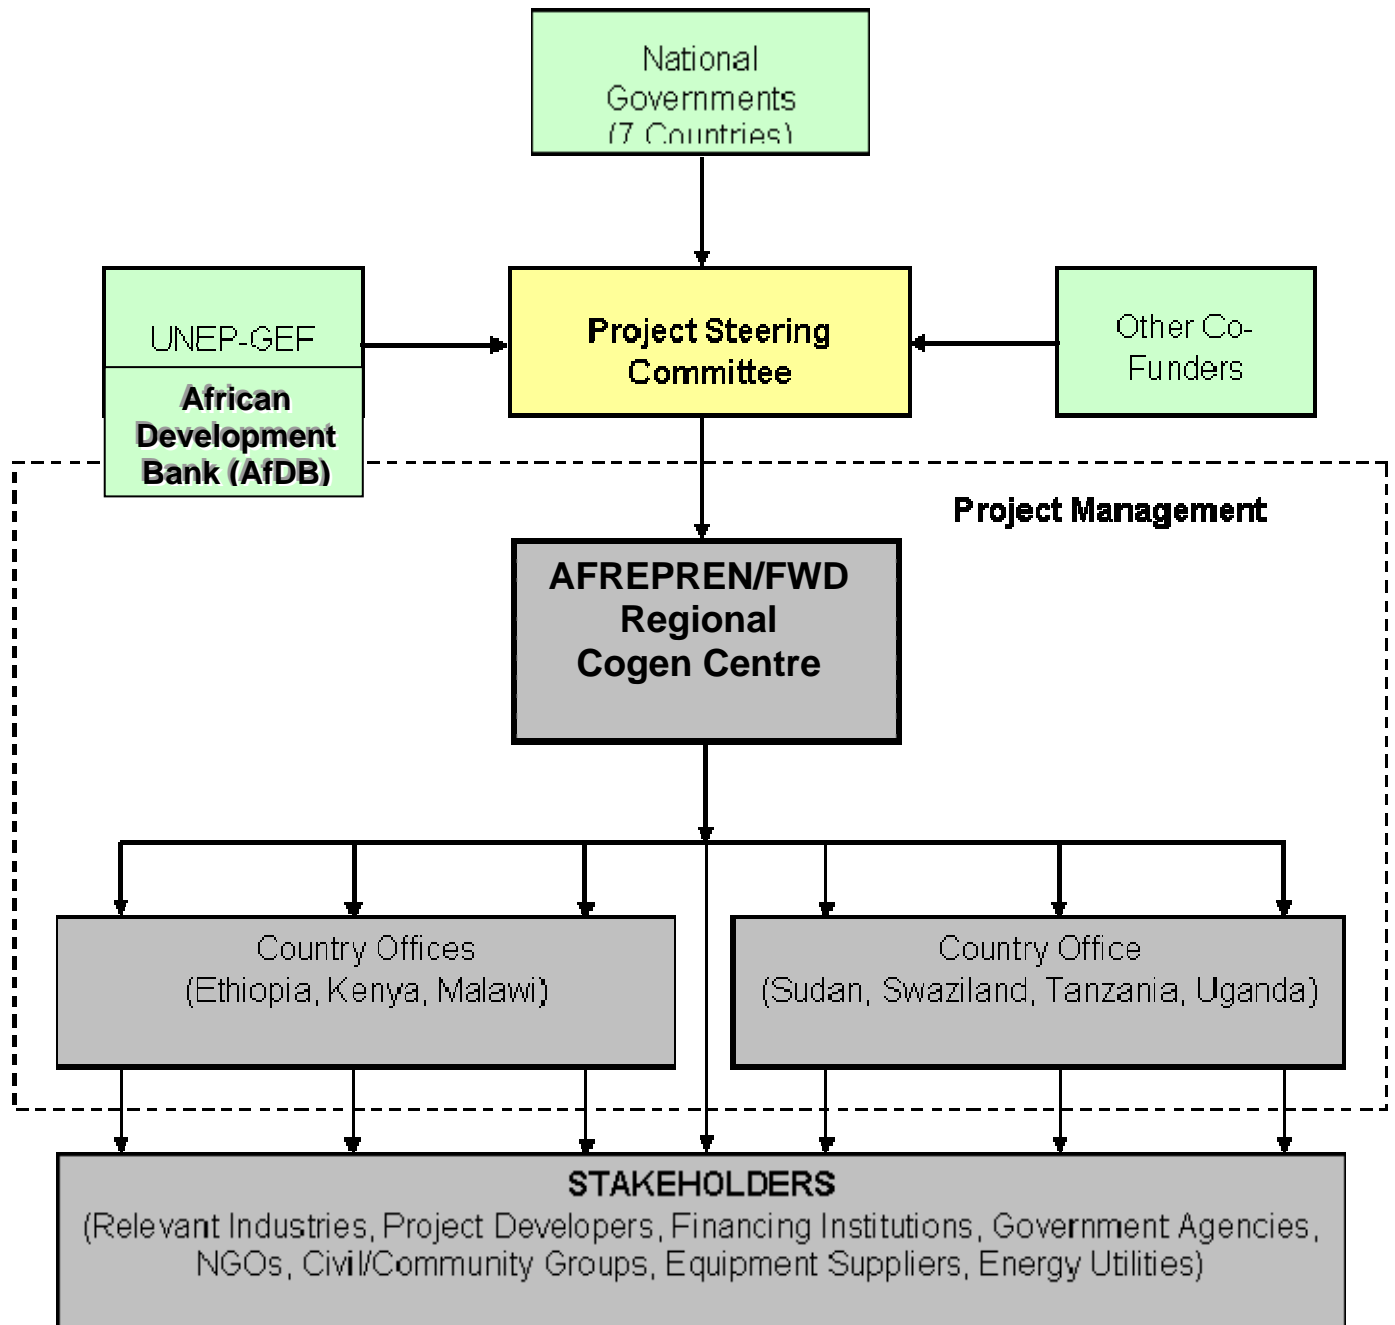 National
Governments
(7 Countries)
UNEP-GEF
African
Development
Bank (AfDB)
Project Steering
Committee
Other Co-
Funders
Project Management
AFREPREN/FWD
Regional
Cogen Centre
Country Offices
(Ethiopia, Kenya, Malawi)
Country Office
(Sudan, Swaziland, Tanzania, Uganda)
STAKEHOLDERS
(Relevant Industries, Project Developers, Financing Institutions, Government Agencies,
NGOs, Civil/Community Groups, Equipment Suppliers, Energy Utilities)